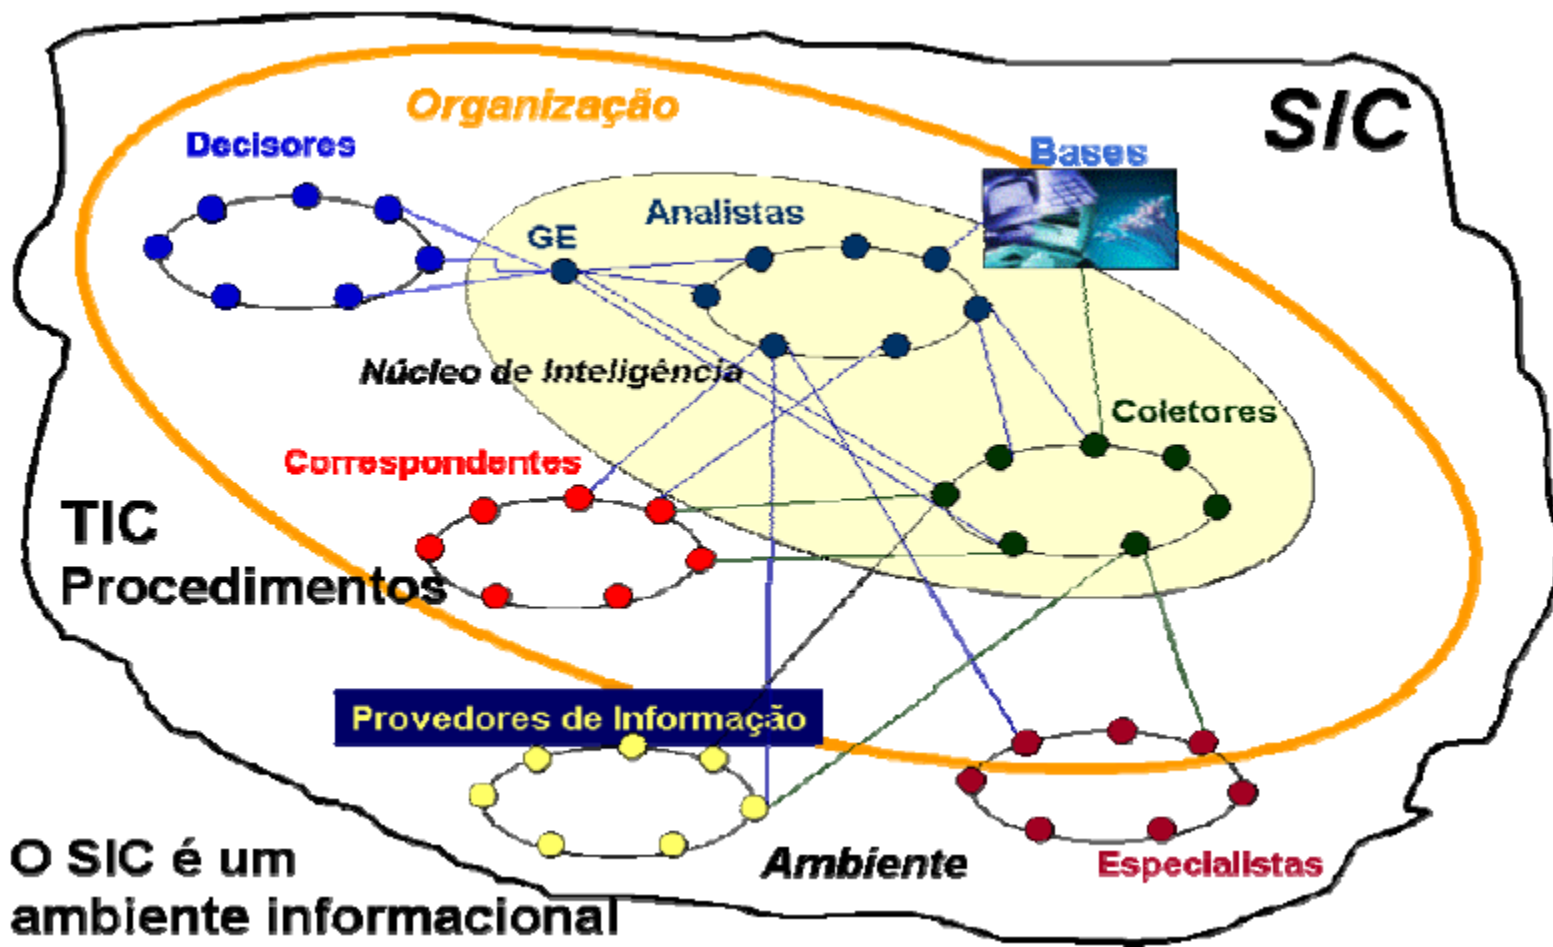 Organização
SIC
Decisores
Bases
Analistas
GE
Núcleo de Inteligência
Coletores
Correspondentes
TIC
Procedimentos
Provedores de Informação
O SIC é um
ambiente informacional
Ambiente
Especialistas